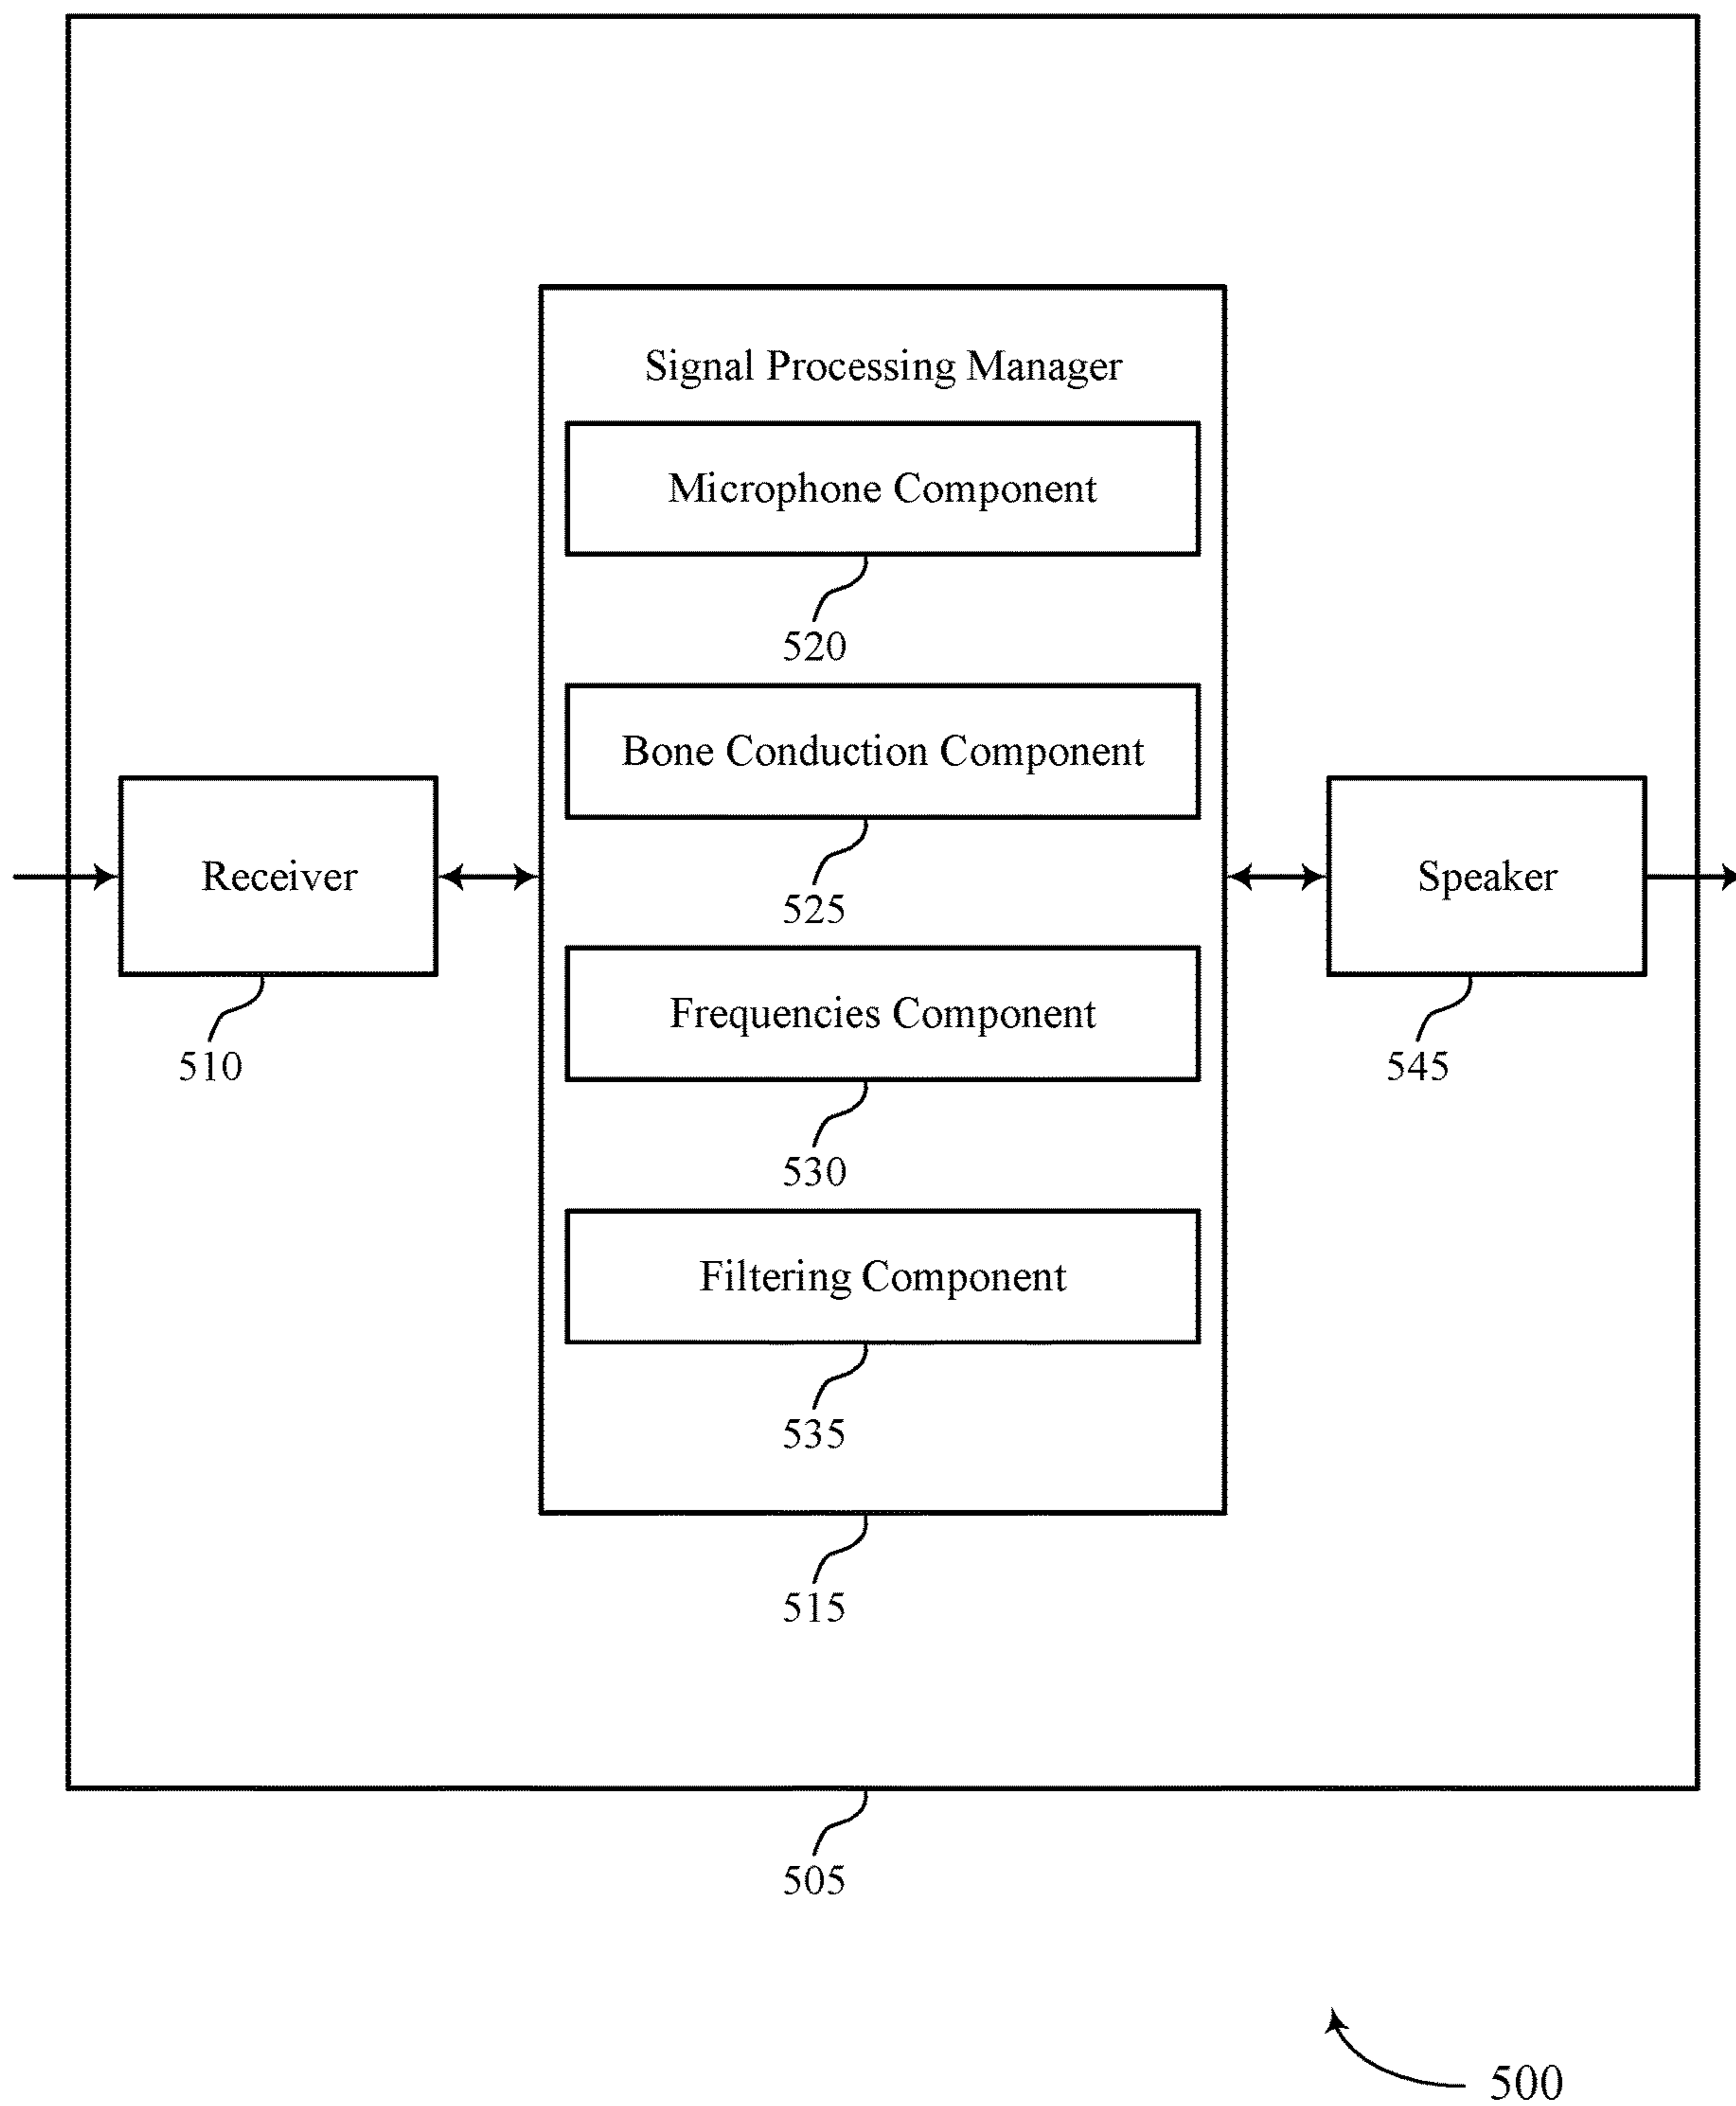 Signal Processing Manager
Microphone Component
520
Bone Conduction Component
525
Receiver
510
Speaker
545
Frequencies Component
530
Filtering Component
535
515
505
500